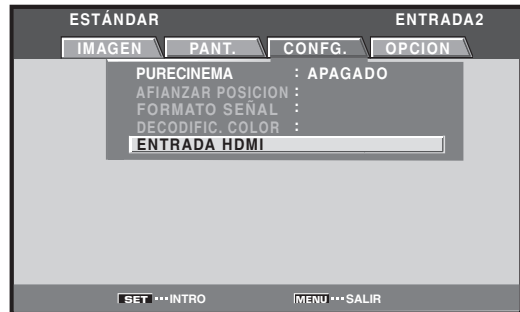 ESTÁNDAR ENTRADA2
IMAGEN PANT. CONFG. OPCION
PURECINEMA : APAGADO
AFIANZAR POSICION :
FORMATO SEÑAL :
DECODIFIC. COLOR :
ENTRADA HDMI
SET ···INTRO MENU ···SALIR